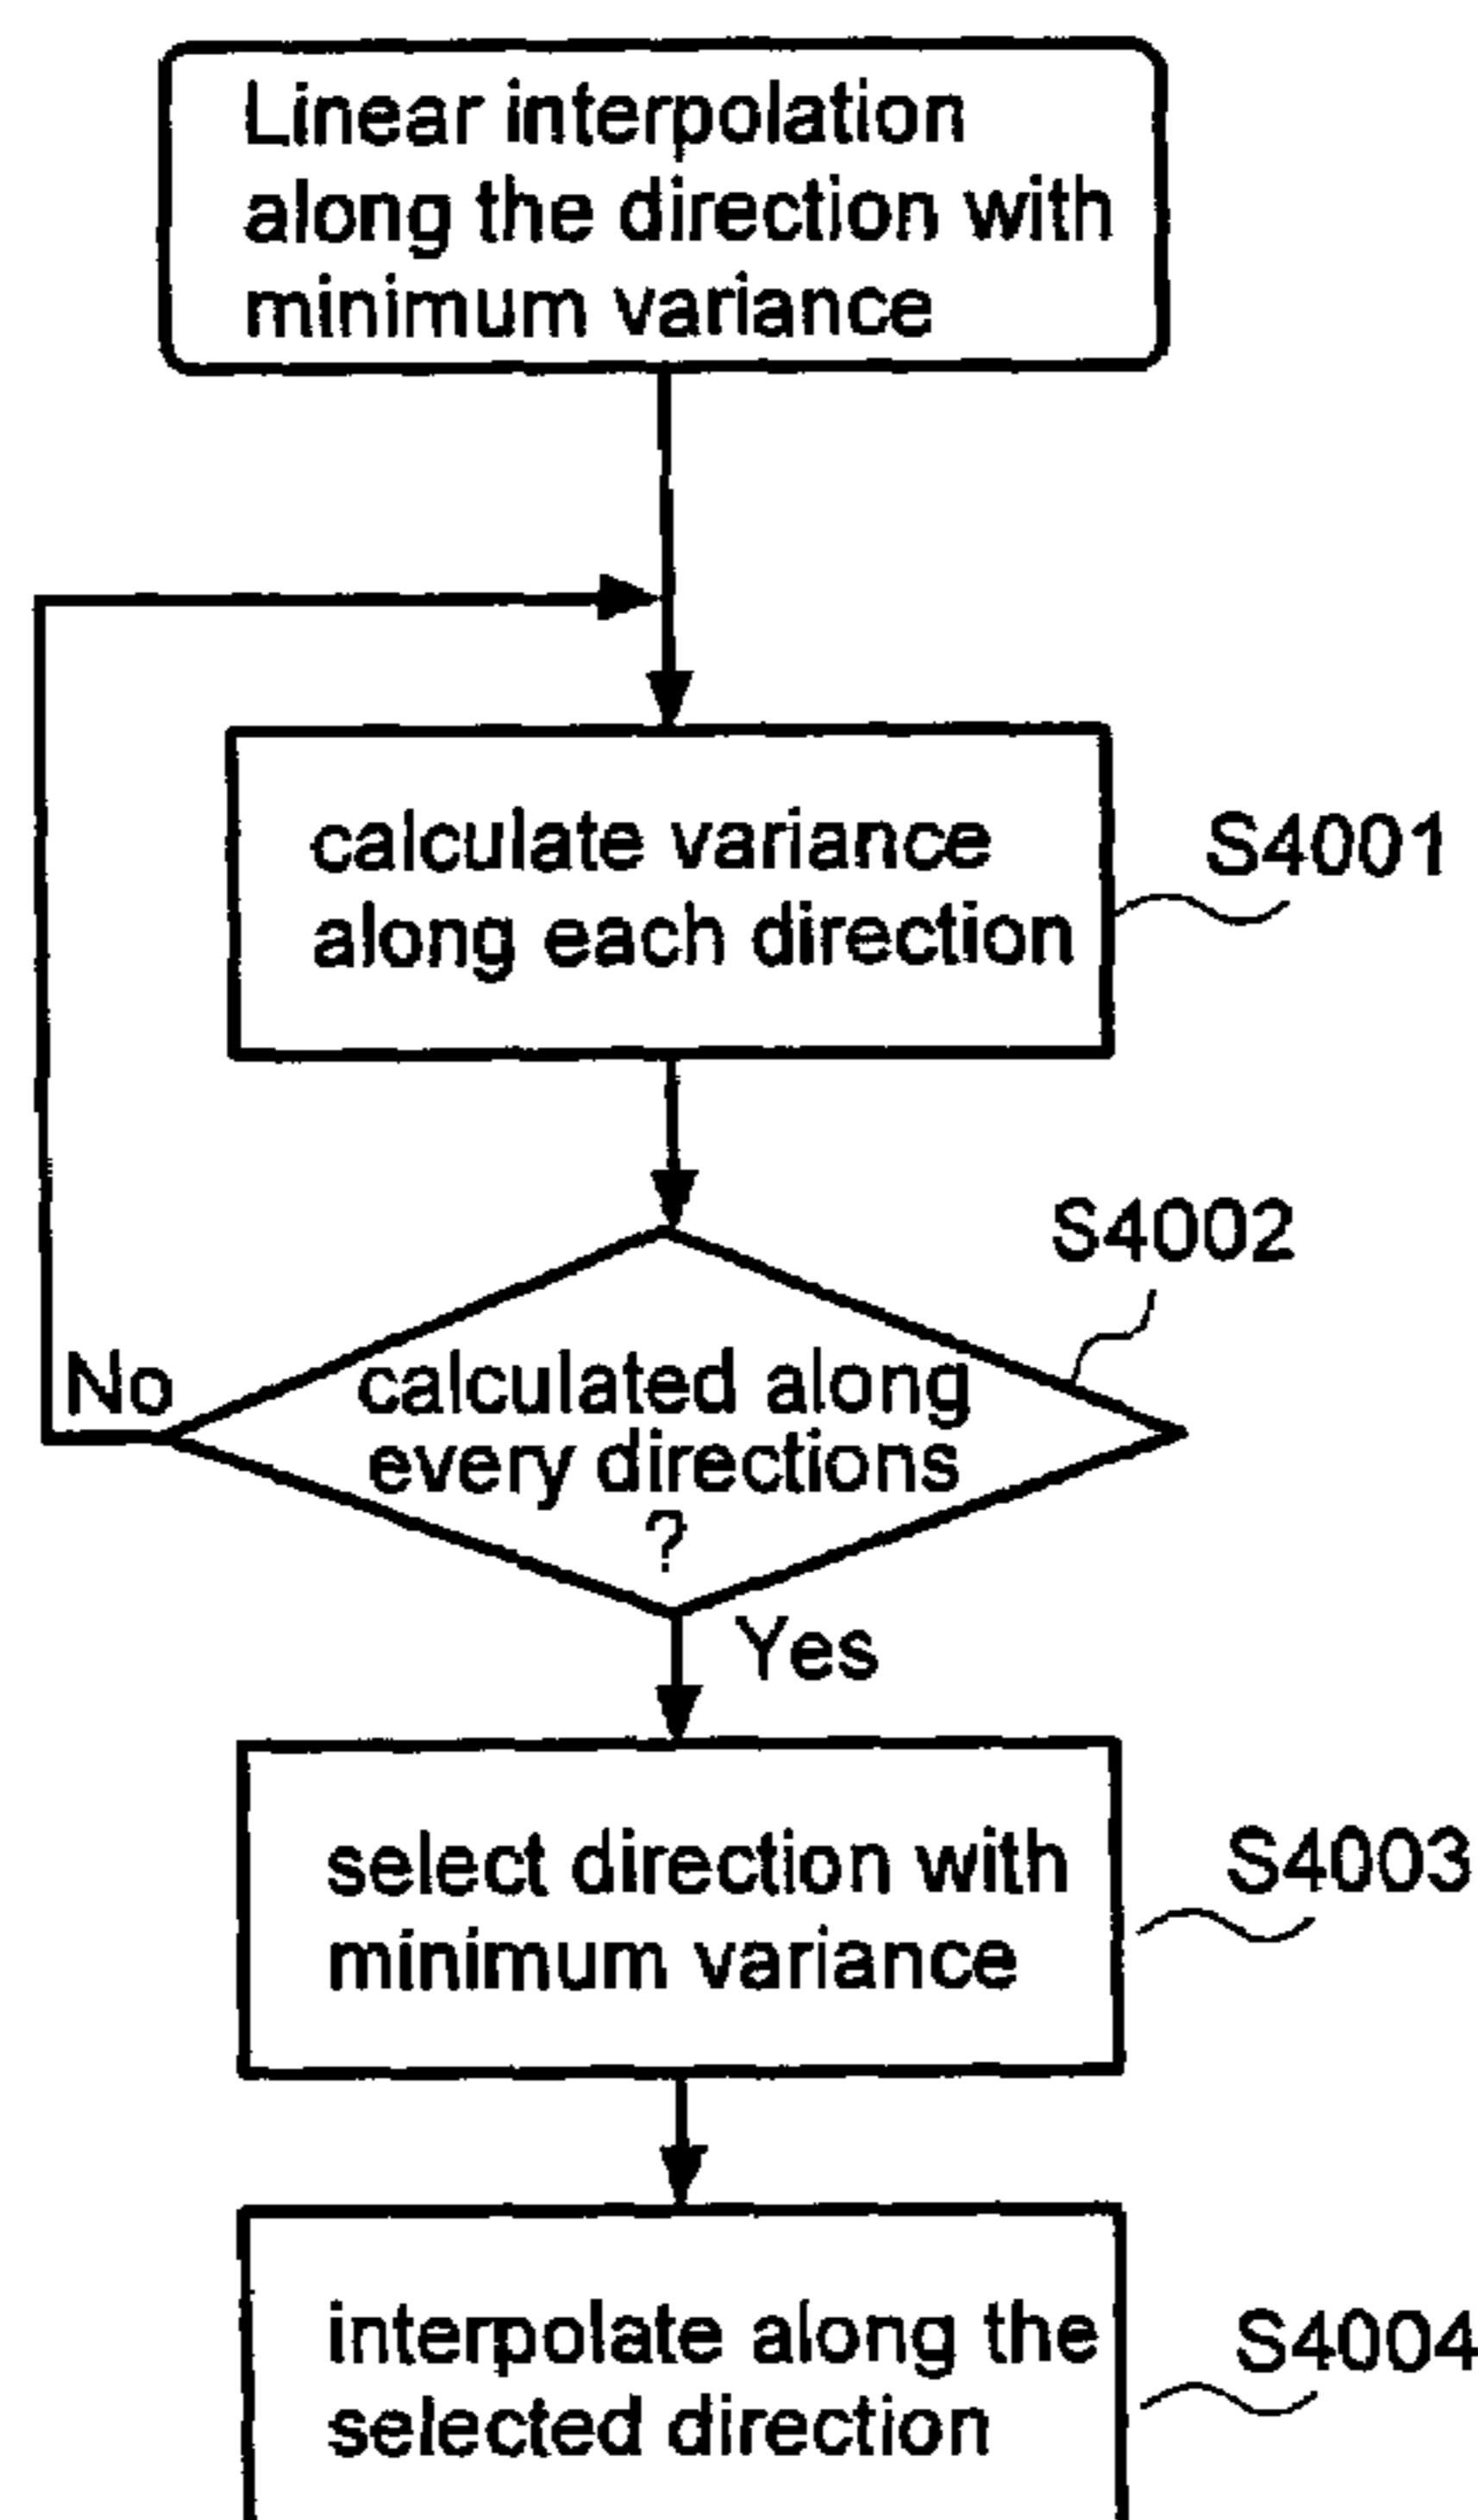 Linear interpolation
along the direction with
minimum variance
calculate variance
along each direction
S4001
S4002
No
calculated along
every directions
?
Yes
select direction with
minimum variance
S4003
interpolate along the
selected direction
S4004